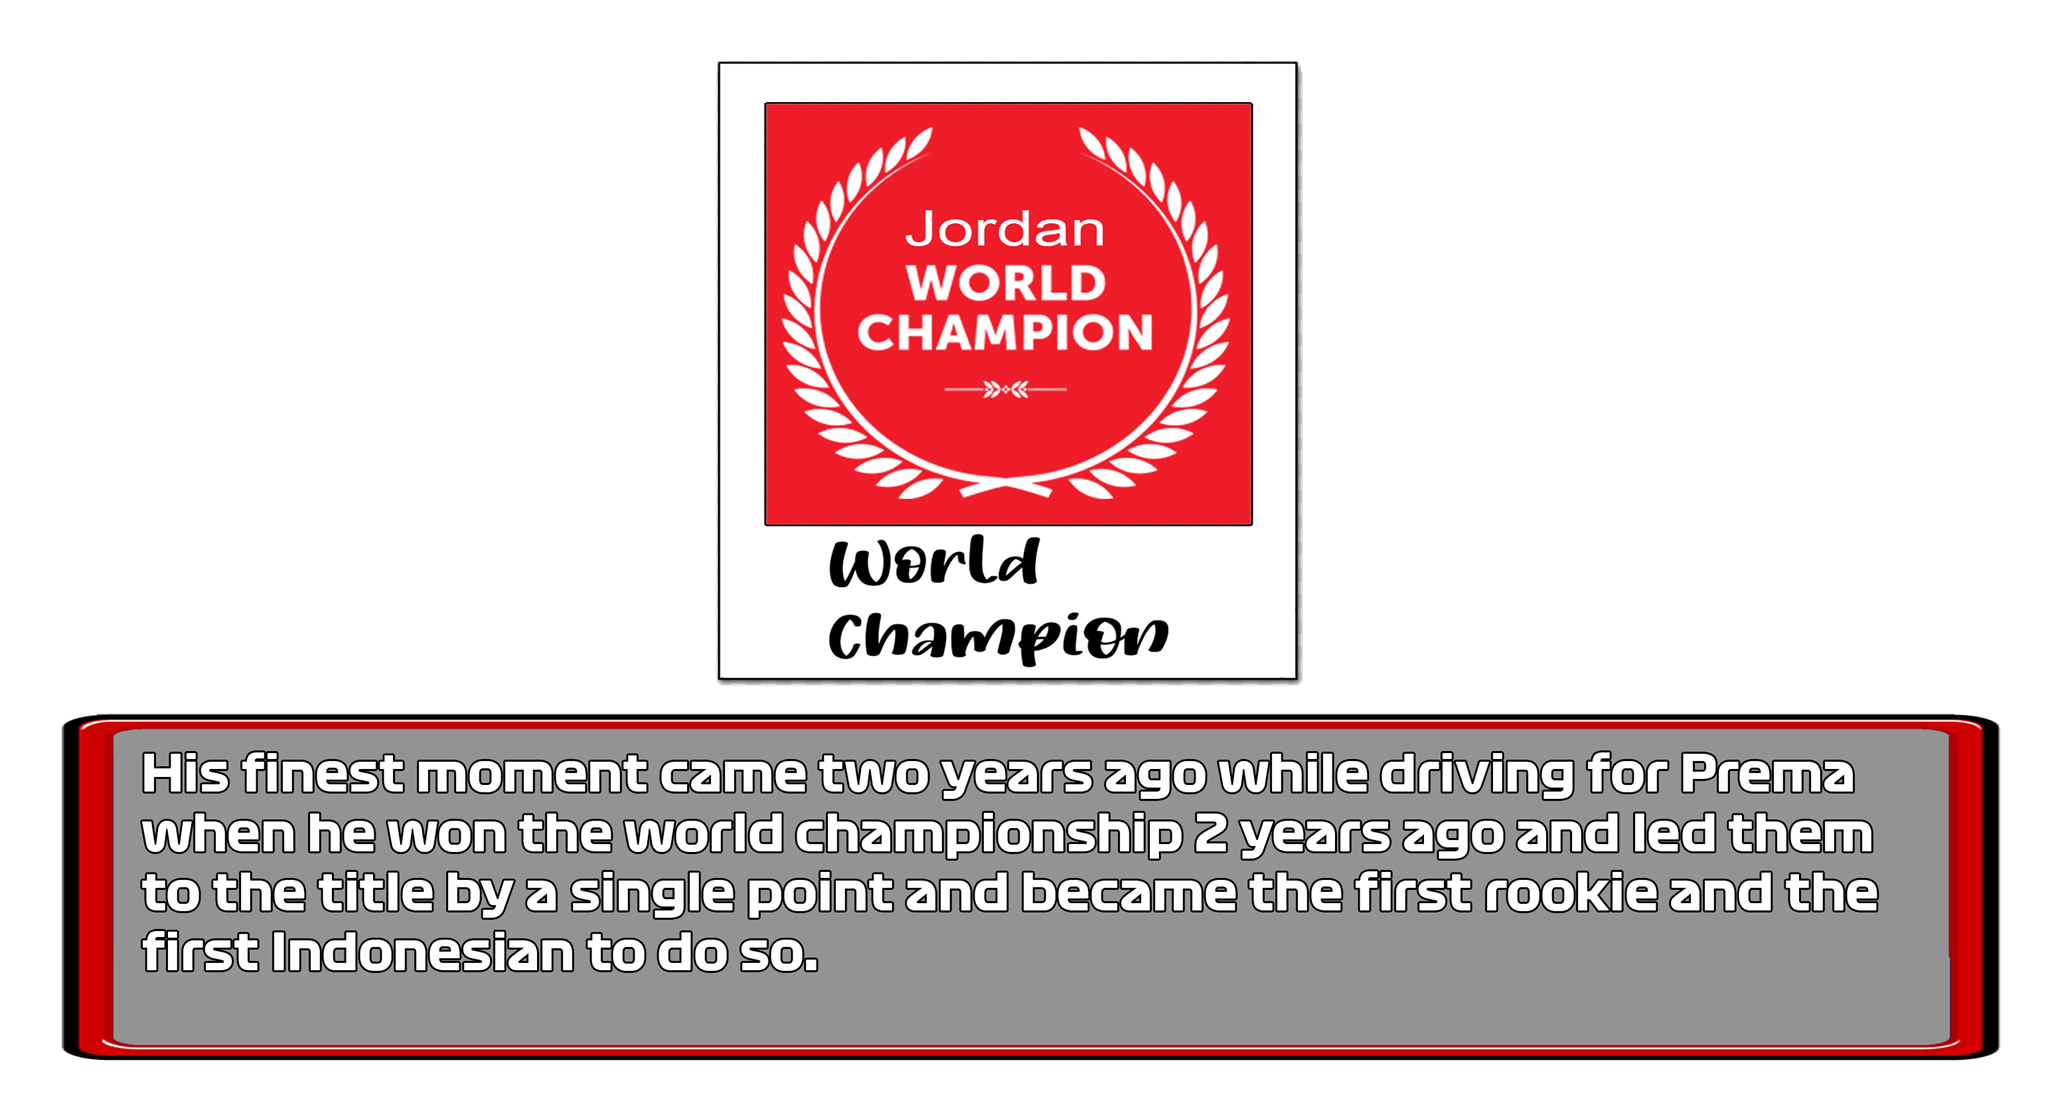 Jordan
WORLD
CHAMPION
World
Champion
His finest moment came two years ago while driving for Prema
when he won the world championship 2 years ago and led them
to the title by a single point and became the first rookie and the
first Indonesian to do so.